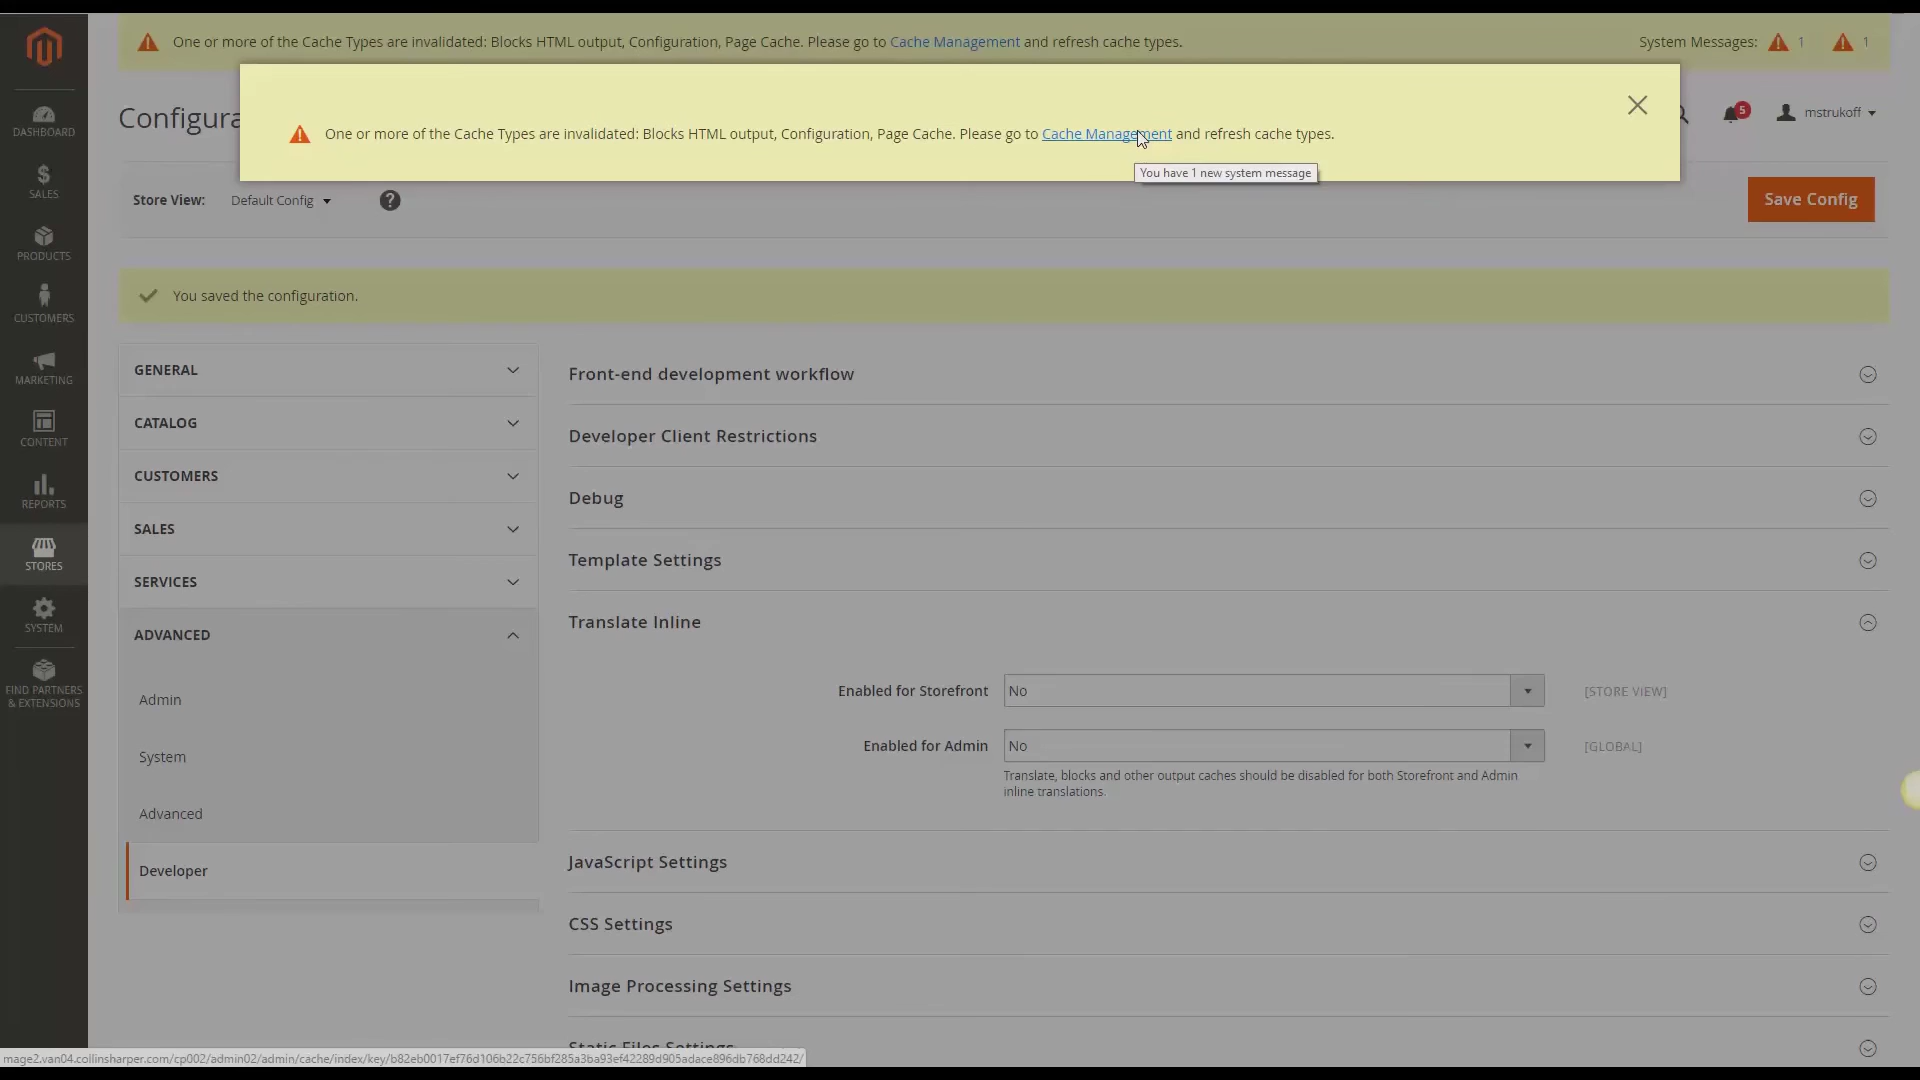 One or more of the Cache Types are invalidated: Blocks HTML output, Configuration, Page Cache. Please go to Cache Management and refresh cache types.
System Messages: 1 1
One or more of the Cache Types are invalidated: Blocks HTML output, Configuration, Page Cache. Please go to Cache Management and refresh cache types.
You have 1 new system message
Configura
5
mstrukoff
Store View: Default Config
?
Save Config
You saved the configuration.
DASHBOARD
SALES
PRODUCTS
CUSTOMERS
MARKETING
CONTENT
REPORTS
STORES
SYSTEM
FIND PARTNERS
& EXTENSIONS
GENERAL
CATALOG
CUSTOMERS
SALES
SERVICES
ADVANCED
Admin
System
Advanced
Developer
Front-end development workflow
Developer Client Restrictions
Debug
Template Settings
Translate Inline
Enabled for Storefront No [STORE VIEW]
Enabled for Admin No [GLOBAL]
Translate, blocks and other output caches should be disabled for both Storefront and Admin
inline translations.
JavaScript Settings
CSS Settings
Image Processing Settings
Static Files Settings
mage2.van04.collinsharper.com/cp002/admin02/admin/cache/index/key/b82eb0017ef76d106b22c756bf285a3ba93ef42289d905adace896db768dd242/